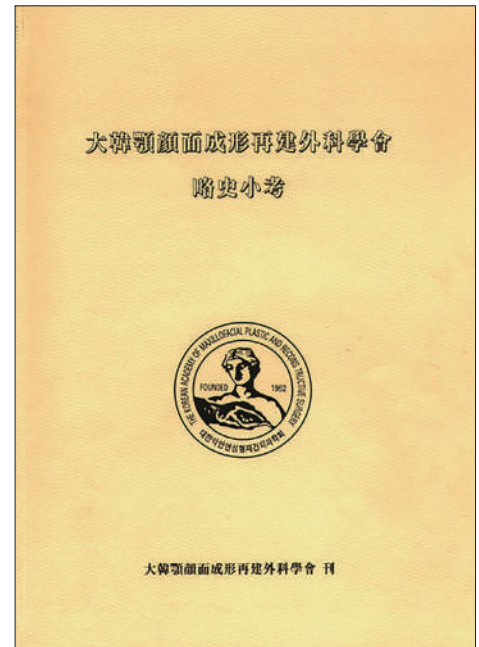 大韓顎顔面成形再建外科學會
略史小考
THE KOREAN ACADEMY OF MAXILLOFACIAL PLASTIC AND RECONSTRUCTIVE SURGERY
FOUNDED 1962
대한악안면성형재건외과학회
大韓顎顔面成形再建外科學會 刊